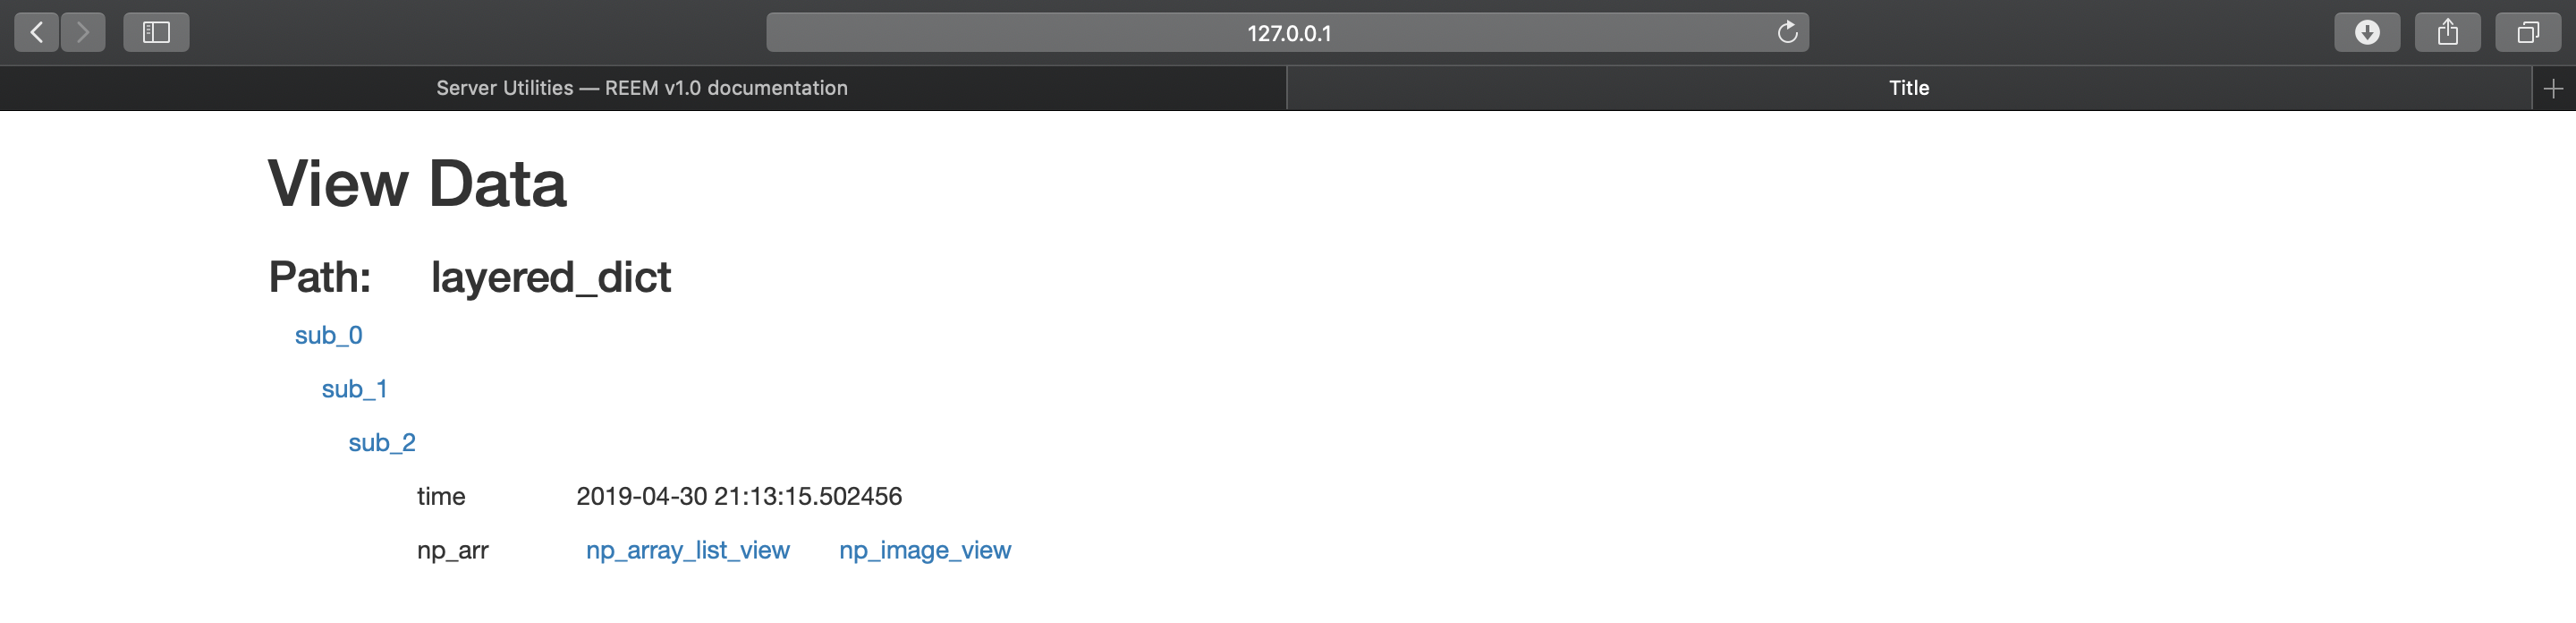 127.0.0.1
Server Utilities — REEM v1.0 documentation
Title
View Data
Path: layered_dict
sub_0
sub_1
sub_2
time 2019-04-30 21:13:15.502456
np_arr np_array_list_view np_image_view